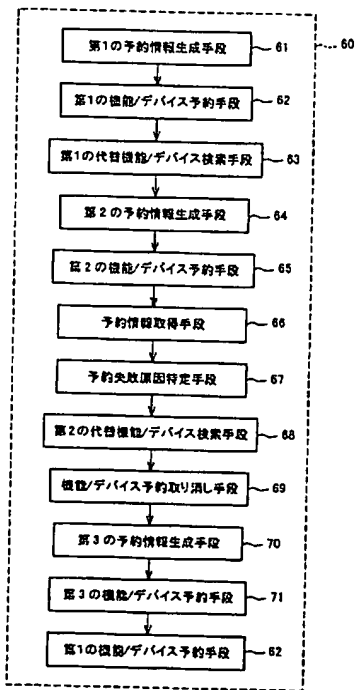 第1の予約情報生成手段 61
60
第1の機能/デバイス予約手段 62
第1の代替機能/デバイス検索手段 63
第2の予約情報生成手段 64
第2の機能/デバイス予約手段 65
予約情報取得手段 66
予約失敗原因特定手段 67
第2の代替機能/デバイス検索手段 68
機能/デバイス予約取り消し手段 69
第3の予約情報生成手段 70
第3の機能/デバイス予約手段 71
第1の機能/デバイス予約手段 62